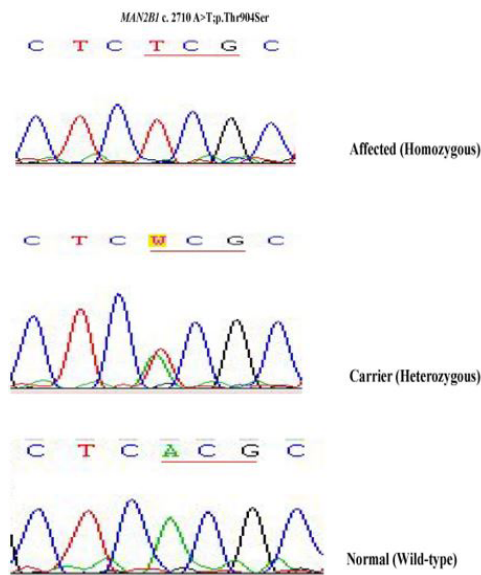 MAN2B1 c. 2710 A>T;p.Thr904Ser
C T C T C G C
Affected (Homozygous)
C T C W C G C
Carrier (Heterozygous)
C T C A C G C
Normal (Wild-type)